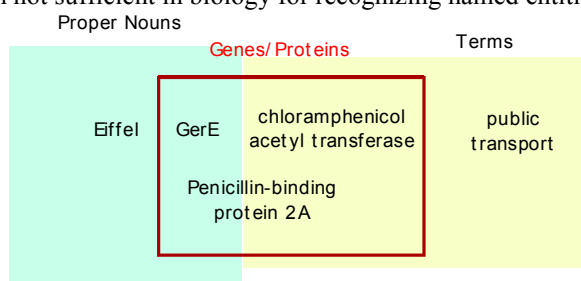 not sufficient in biology for recognizing named
Proper Nouns
Genes/Proteins
Terms
Eiffel
GerE
chloramphenicol
acetyl transferase
public
transport
Penicillin-binding
protein 2A